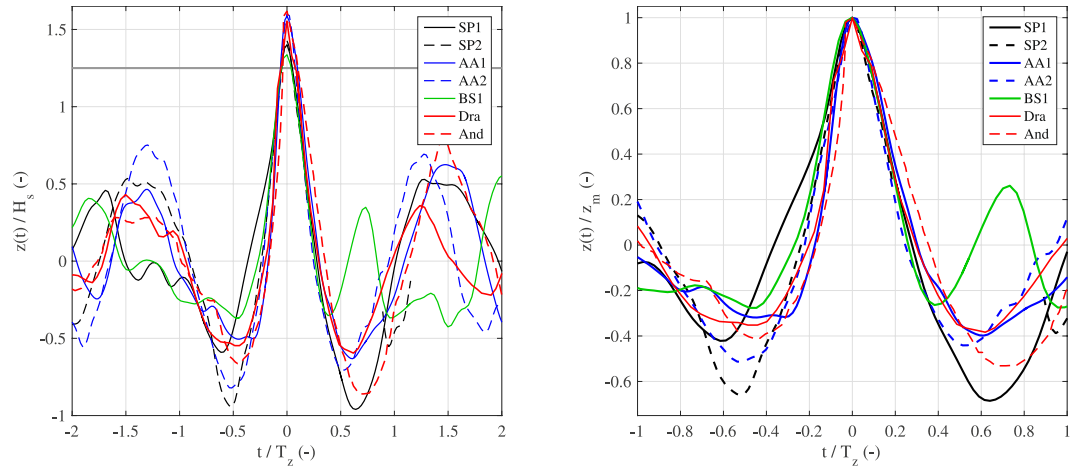 1.5
1
0.5
0
-0.5
-1
-2
-1.5
-1
-0.5
0
0.5
1
1.5
2
z(t) / H_s (-)
t / T_z (-)
SP1
SP2
AA1
AA2
BS1
Dra
And
1
0.8
0.6
0.4
0.2
0
-0.2
-0.4
-0.6
-1
-0.8
-0.6
-0.4
-0.2
0
0.2
0.4
0.6
0.8
1
z(t) / z_m (-)
t / T_z (-)
SP1
SP2
AA1
AA2
BS1
Dra
And